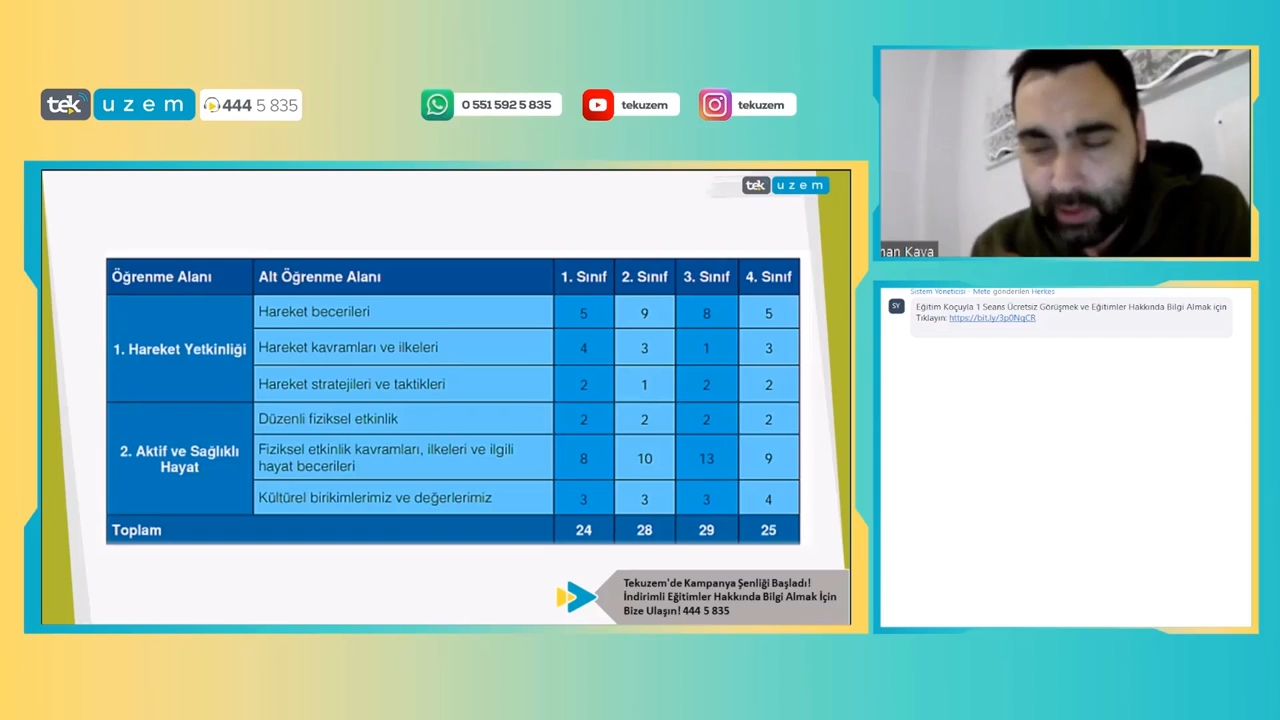 tek uzem 444 5 835
0 551 592 5 835
tekuzem
tekuzem
tek uzem
Öğrenme Alanı Alt Öğrenme Alanı 1. Sınıf 2. Sınıf 3. Sınıf 4. Sınıf
1. Hareket Yetkinliği
Hareket becerileri 5 9 8 5
Hareket kavramları ve ilkeleri 4 3 1 3
Hareket stratejileri ve taktikleri 2 1 2 2
2. Aktif ve Sağlıklı
Hayat
Düzenli fiziksel etkinlik 2 2 2 2
Fiziksel etkinlik kavramları, ilkeleri ve ilgili
hayat becerileri 8 10 13 9
Kültürel birikimlerimiz ve değerlerimiz 3 3 3 4
Toplam 24 28 29 25
Tekuzem'de Kampanya Şenliği Başladı!
İndirimli Eğitimler Hakkında Bilgi Almak İçin
Bize Ulaşın! 444 5 835
nan Kaya
Sistem Yöneticisi - Mete gönderilen Herkes
SY
Eğitim Koçuyla 1 Seans Ücretsiz Görüşmek ve Eğitimler Hakkında Bilgi Almak için
Tıklayın: https://bit.ly/3p0NqCR